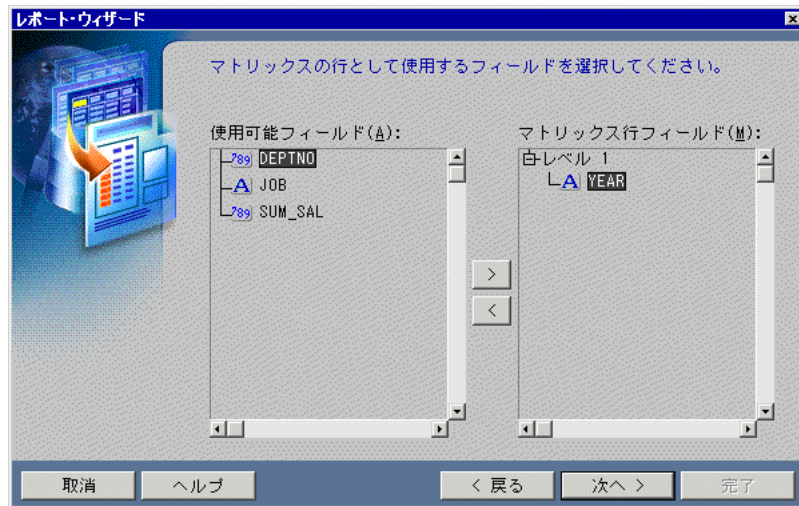 レポート・ウィザード
マトリックスの行として使用するフィールドを選択してください。
使用可能フィールド(A):
マトリックス行フィールド(M):
789 DEPTNO
A JOB
789 SUM_SAL
レベル 1
A YEAR
>
<
取消
ヘルプ
< 戻る
次へ >
完了